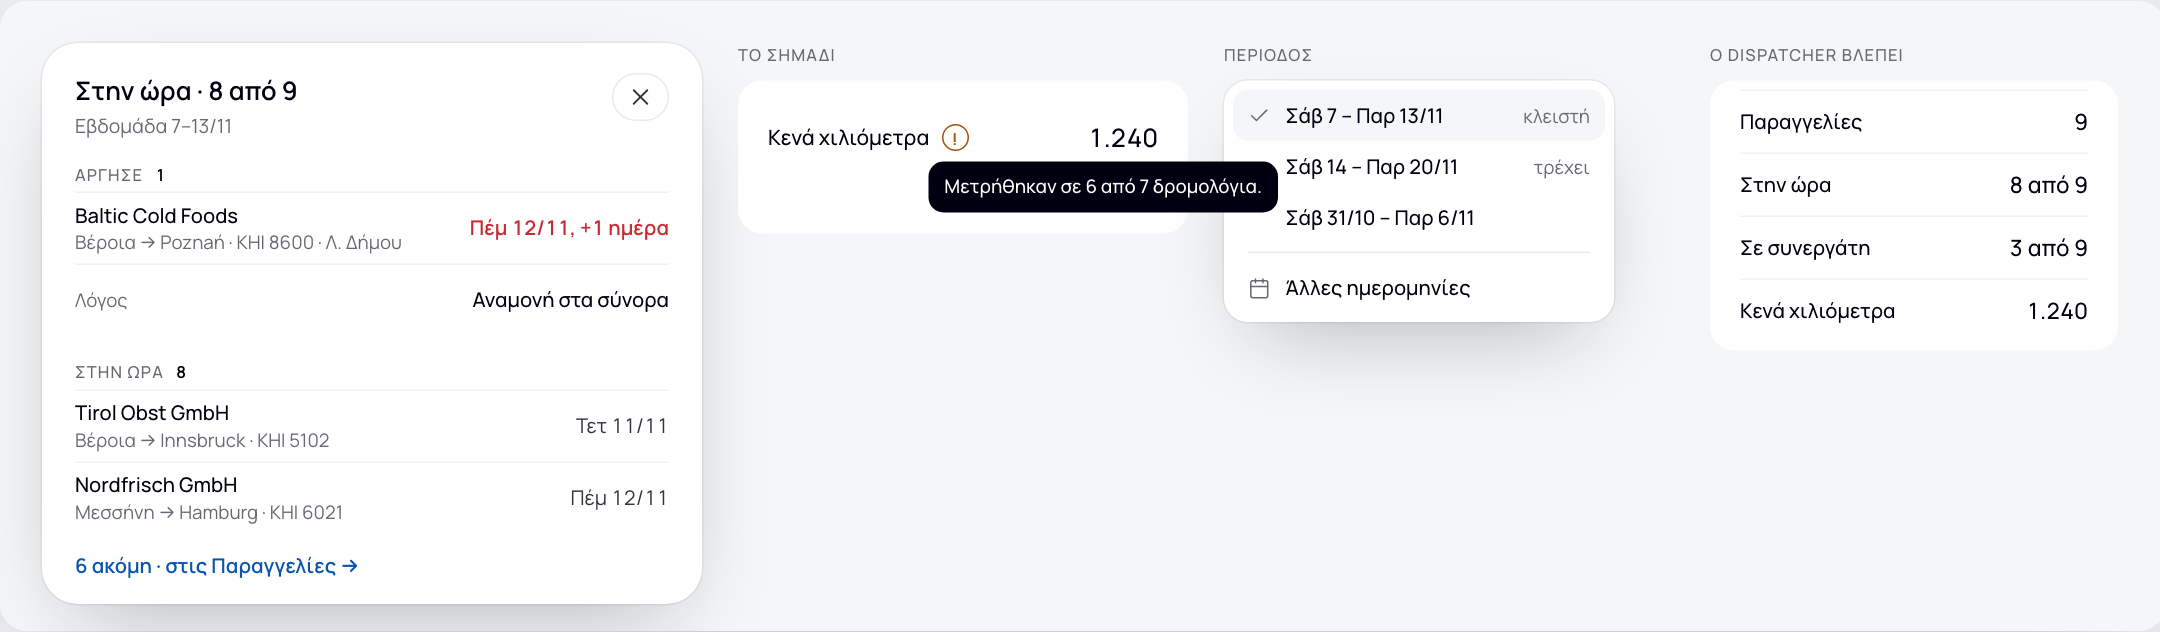 Στην ώρα · 8 από 9
Εβδομάδα 7–13/11
ΑΡΓΗΣΕ 1
Baltic Cold Foods
Βέροια → Poznań · KHI 8600 · Λ. Δήμου
Πέμ 12/11, +1 ημέρα
Λόγος
Αναμονή στα σύνορα
ΣΤΗΝ ΩΡΑ 8
Tirol Obst GmbH
Βέροια → Innsbruck · KHI 5102
Τετ 11/11
Nordfrisch GmbH
Μεσσήνη → Hamburg · KHI 6021
Πέμ 12/11
6 ακόμη · στις Παραγγελίες →
ΤΟ ΣΗΜΑΔΙ
Κενά χιλιόμετρα 1.240
Μετρήθηκαν σε 6 από 7 δρομολόγια.
ΠΕΡΙΟΔΟΣ
Σάβ 7 – Παρ 13/11 κλειστή
Σάβ 14 – Παρ 20/11 τρέχει
Σάβ 31/10 – Παρ 6/11
Άλλες ημερομηνίες
Ο DISPATCHER ΒΛΕΠΕΙ
Παραγγελίες 9
Στην ώρα 8 από 9
Σε συνεργάτη 3 από 9
Κενά χιλιόμετρα 1.240